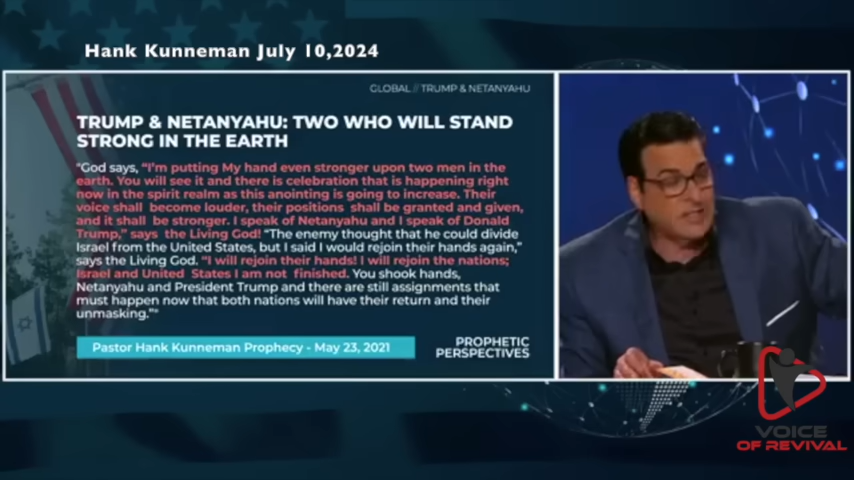 Hank Kunneman July 10,2024
GLOBAL // TRUMP & NETANYAHU
TRUMP & NETANYAHU: TWO WHO WILL STAND
STRONG IN THE EARTH
"God says, "I'm putting My hand even stronger upon two men in the
earth. You will see it and there is celebration that is happening right
now in the spirit realm as this anointing is going to increase. Their
voice shall become louder, their positions shall be granted and given,
and it shall be stronger. I speak of Netanyahu and I speak of Donald
Trump," says the Living God! "The enemy thought that he could divide
Israel from the United States, but I said I would rejoin their hands again,"
says the Living God. "I will rejoin their hands! I will rejoin the nations;
Israel and United States I am not finished. You shook hands,
Netanyahu and President Trump and there are still assignments that
must happen now that both nations will have their return and their
unmasking."
Pastor Hank Kunneman Prophecy - May 23, 2021
PROPHETIC
PERSPECTIVES
VOICE
OF REVIVAL